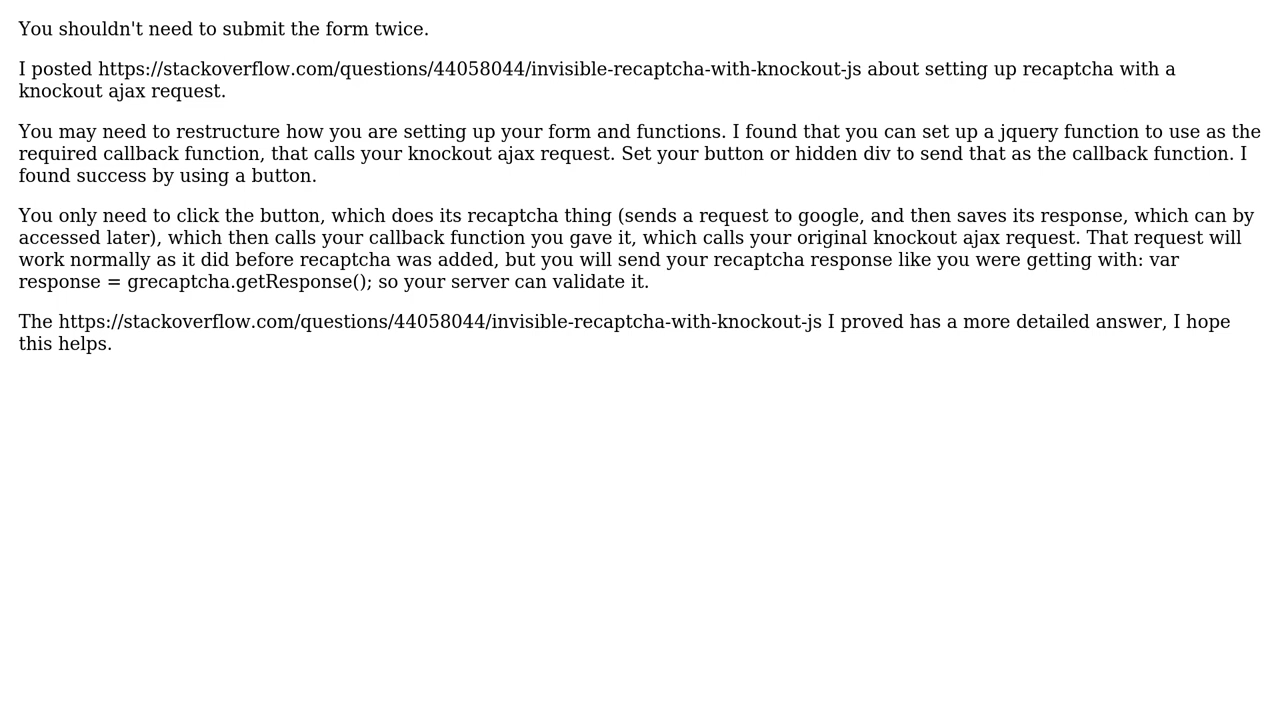 You shouldn't need to submit the form twice.
I posted https://stackoverflow.com/questions/44058044/invisible-recaptcha-with-knockout-js about setting up recaptcha with a
knockout ajax request.
You may need to restructure how you are setting up your form and functions. I found that you can set up a jquery function to use as the
required callback function, that calls your knockout ajax request. Set your button or hidden div to send that as the callback function. I
found success by using a button.
You only need to click the button, which does its recaptcha thing (sends a request to google, and then saves its response, which can by
accessed later), which then calls your callback function you gave it, which calls your original knockout ajax request. That request will
work normally as it did before recaptcha was added, but you will send your recaptcha response like you were getting with: var
response = grecaptcha.getResponse(); so your server can validate it.
The https://stackoverflow.com/questions/44058044/invisible-recaptcha-with-knockout-js I proved has a more detailed answer, I hope
this helps.